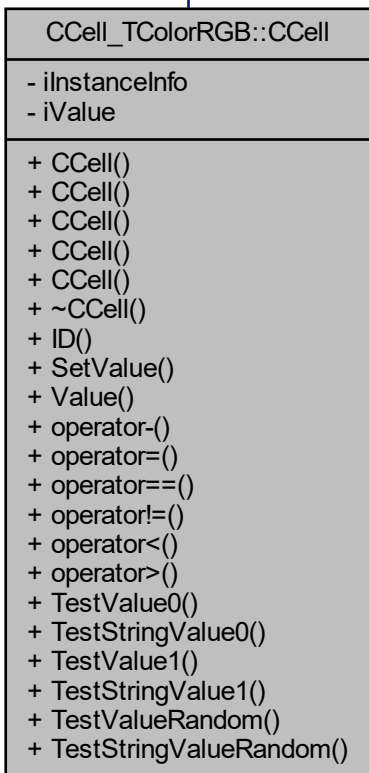 CCell_TColorRGB::CCell
- iInstanceInfo
- iValue
+ CCell()
+ CCell()
+ CCell()
+ CCell()
+ CCell()
+ ~CCell()
+ ID()
+ SetValue()
+ Value()
+ operator-()
+ operator=()
+ operator==()
+ operator!=()
+ operator<()
+ operator>()
+ TestValue0()
+ TestStringValue0()
+ TestValue1()
+ TestStringValue1()
+ TestValueRandom()
+ TestStringValueRandom()